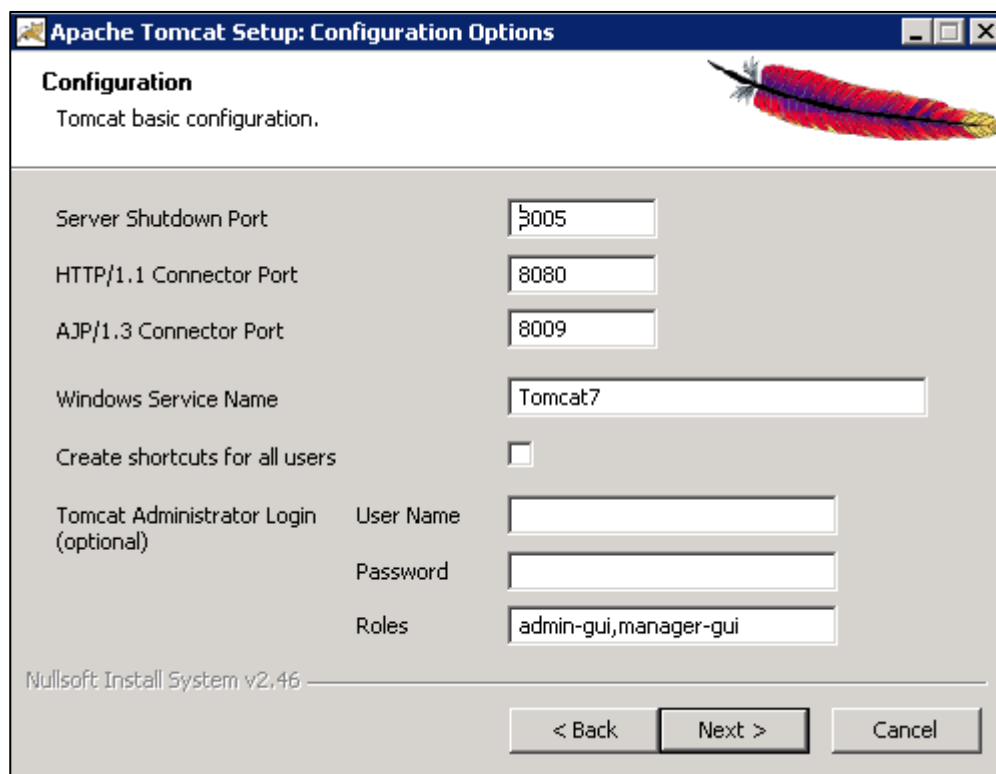 Apache Tomcat Setup: Configuration Options
Configuration
Tomcat basic configuration.
Server Shutdown Port 8005
HTTP/1.1 Connector Port 8080
AJP/1.3 Connector Port 8009
Windows Service Name Tomcat7
Create shortcuts for all users
Tomcat Administrator Login User Name
(optional)
Password
Roles admin-gui,manager-gui
Nullsoft Install System v2.46
< Back Next > Cancel